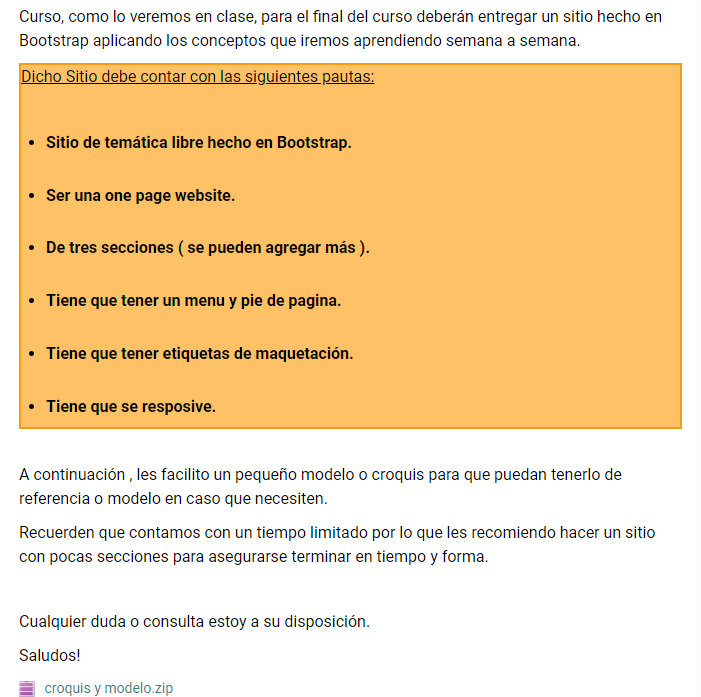 Curso, como lo veremos en clase, para el final del curso deberán entregar un sitio hecho en
Bootstrap aplicando los conceptos que iremos aprendiendo semana a semana.
Dicho Sitio debe contar con las siguientes pautas:
• Sitio de temática libre hecho en Bootstrap.
• Ser una one page website.
• De tres secciones ( se pueden agregar más ).
• Tiene que tener un menu y pie de pagina.
• Tiene que tener etiquetas de maquetación.
• Tiene que se resposive.
A continuación , les facilito un pequeño modelo o croquis para que puedan tenerlo de
referencia o modelo en caso que necesiten.
Recuerden que contamos con un tiempo limitado por lo que les recomiendo hacer un sitio
con pocas secciones para asegurarse terminar en tiempo y forma.
Cualquier duda o consulta estoy a su disposición.
Saludos!
croquis y modelo.zip